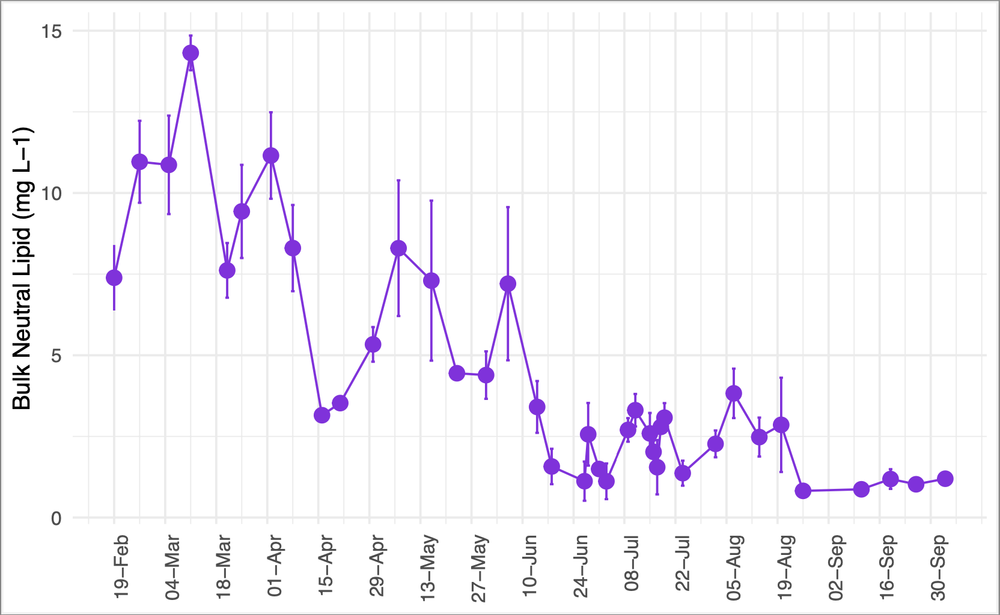 Bulk Neutral Lipid (mg L−1)
15
10
5
0
19−Feb
04−Mar
18−Mar
01−Apr
15−Apr
29−Apr
13−May
27−May
10−Jun
24−Jun
08−Jul
22−Jul
05−Aug
19−Aug
02−Sep
16−Sep
30−Sep